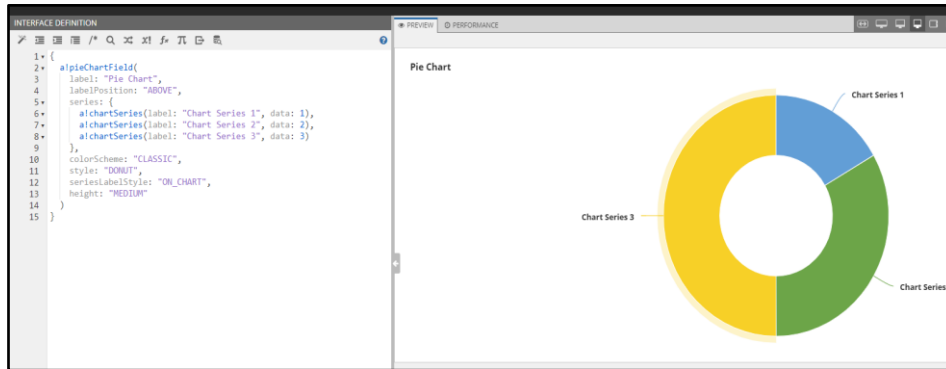 INTERFACE DEFINITION
PREVIEW
PERFORMANCE
1 {
2 a!pieChartField(
3 label: "Pie Chart",
4 labelPosition: "ABOVE",
5 series: {
6 a!chartSeries(label: "Chart Series 1", data: 1),
7 a!chartSeries(label: "Chart Series 2", data: 2),
8 a!chartSeries(label: "Chart Series 3", data: 3)
9 },
10 colorScheme: "CLASSIC",
11 style: "DONUT",
12 seriesLabelStyle: "ON_CHART",
13 height: "MEDIUM"
14 )
15 }
Pie Chart
Chart Series 1
Chart Series 3
Chart Series